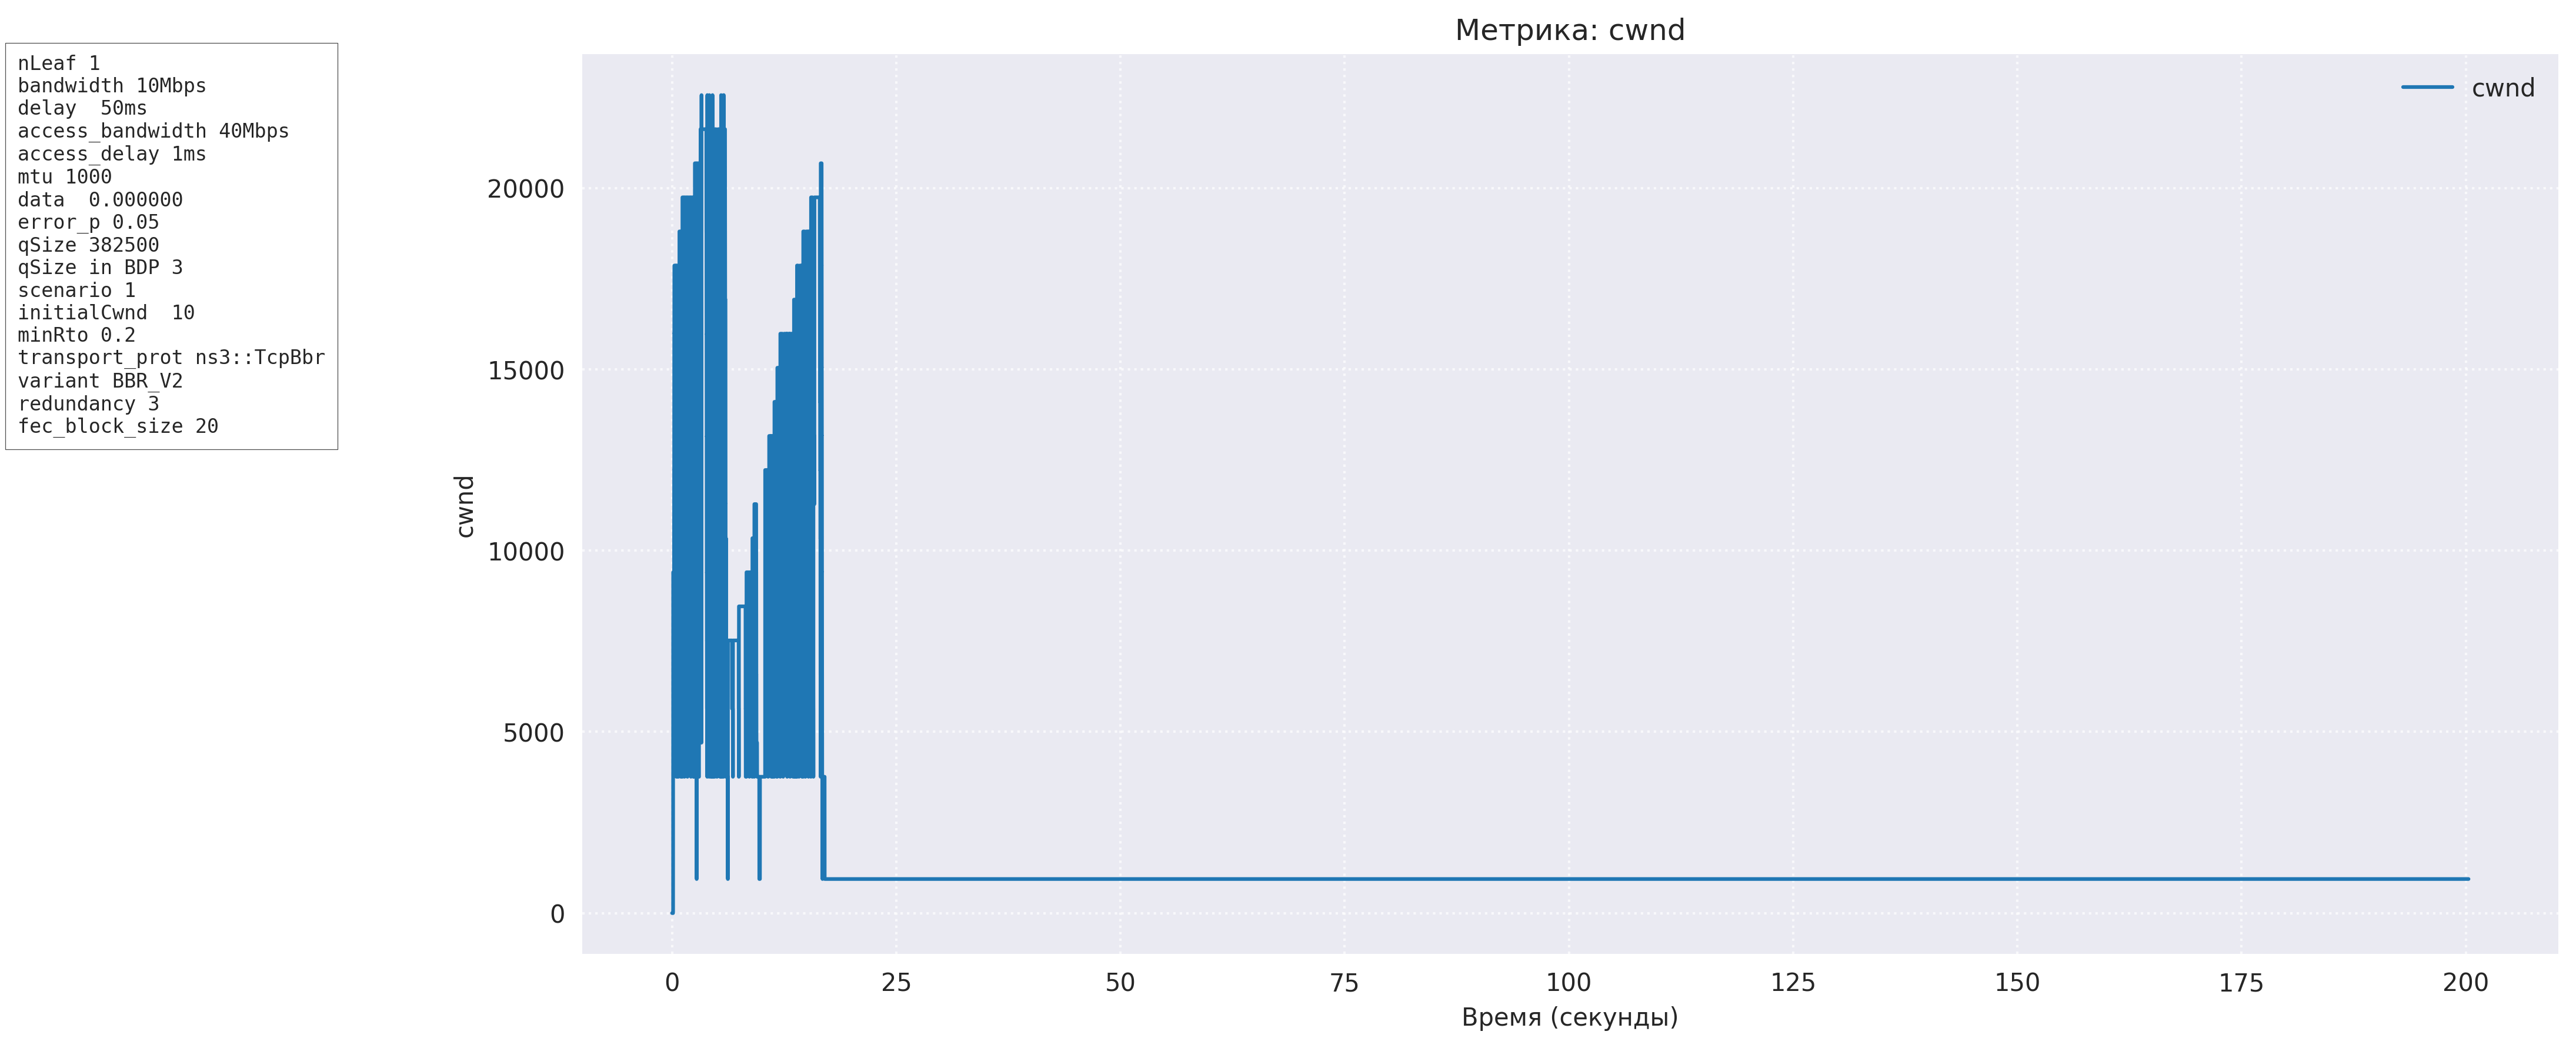 Метрика: cwnd
nLeaf 1
bandwidth 10Mbps
delay  50ms
access_bandwidth 40Mbps
access_delay 1ms
mtu 1000
data  0.000000
error_p 0.05
qSize 382500
qSize in BDP 3
scenario 1
initialCwnd  10
minRto 0.2
transport_prot ns3::TcpBbr
variant BBR_V2
redundancy 3
fec_block_size 20
cwnd
cwnd
20000
15000
10000
5000
0
0 25 50 75 100 125 150 175 200
Время (секунды)